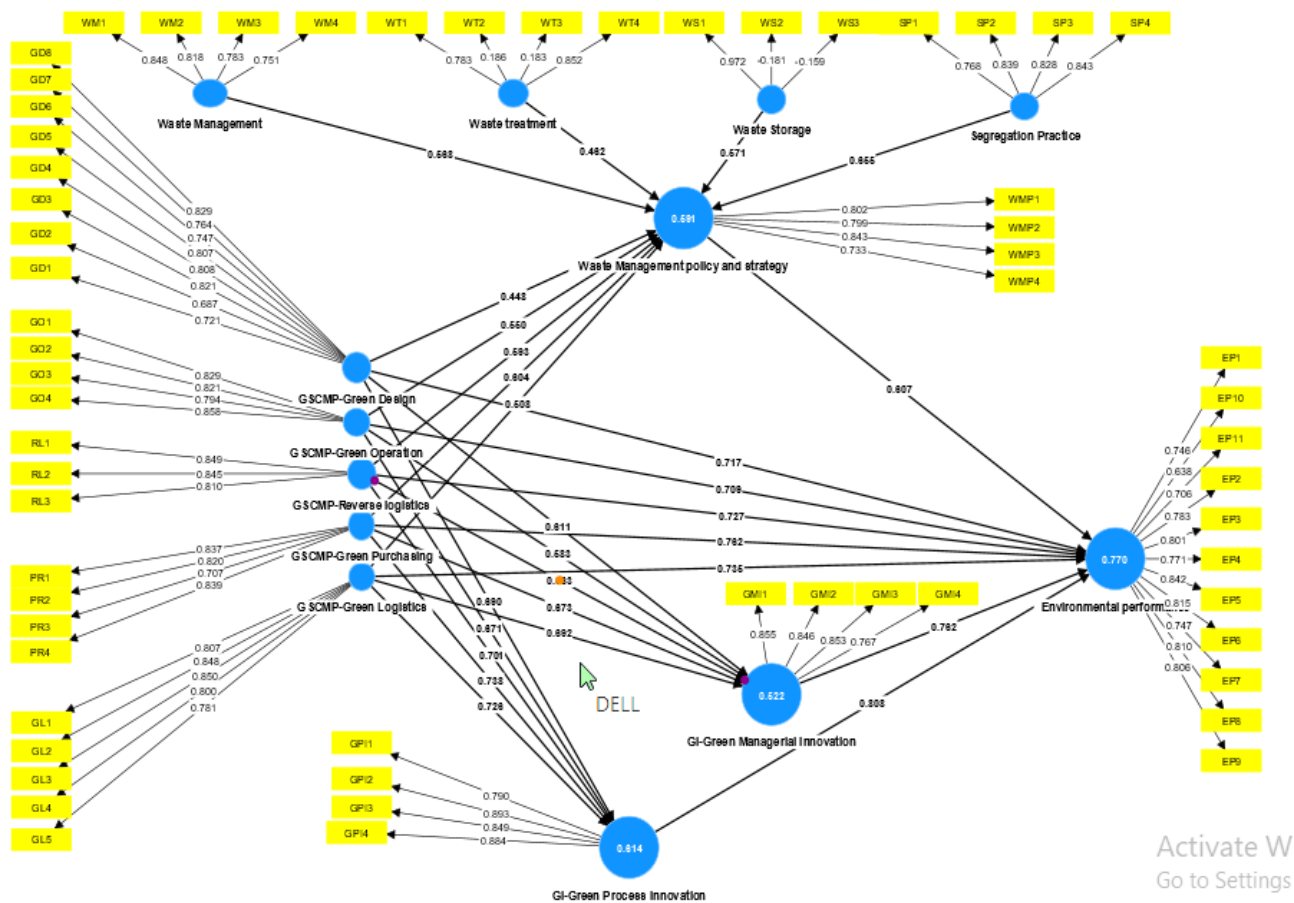 WM1 WM2 WM3 WM4 WT1 WT2 WT3 WT4 WS1 WS2 WS3 SP1 SP2 SP3 SP4
0.848 0.818 0.783 0.751 0.783 0.186 0.183 0.852 0.972 -0.181 -0.159 0.768 0.839 0.828 0.843
Waste Management Waste treatment Waste Storage Segregation Practice
0.462 0.571 0.655
GD8
GD7
GD6
GD5
GD4
GD3
GD2
GD1
0.829
0.764
0.747
0.807
0.808
0.821
0.687
0.721
0.591
Waste Management policy and strategy
0.802
0.799
0.843
0.733
WMP1
WMP2
WMP3
WMP4
GO1
GO2
GO3
GO4
0.829
0.821
0.794
0.858
RL1
RL2
RL3
0.849
0.845
0.810
PR1
PR2
PR3
PR4
0.837
0.820
0.707
0.839
GL1
GL2
GL3
GL4
GL5
0.807
0.848
0.850
0.800
0.781
GSCMP-Green Design
GSCMP-Green Operation
GSCMP-Reverse logistics
GSCMP-Green Purchasing
GSCMP-Green Logistics
0.550
0.604
0.607
0.717
0.727
0.762
0.735
0.611
0.673
0.692
0.690
0.671
0.701
0.726
GMI1 GMI2 GMI3 GMI4
0.855 0.846 0.853 0.767
0.522
GI-Green Managerial Innovation
0.762
0.808
DELL
GPI1
GPI2
GPI3
GPI4
0.790
0.893
0.849
0.884
0.614
GI-Green Process Innovation
0.770
Environmental
EP1
EP10
EP11
EP2
EP3
EP4
EP5
EP6
EP7
EP8
EP9
0.746
0.638
0.706
0.783
0.801
0.771
0.842
0.815
0.747
0.810
0.806
Activate W
Go to Settings